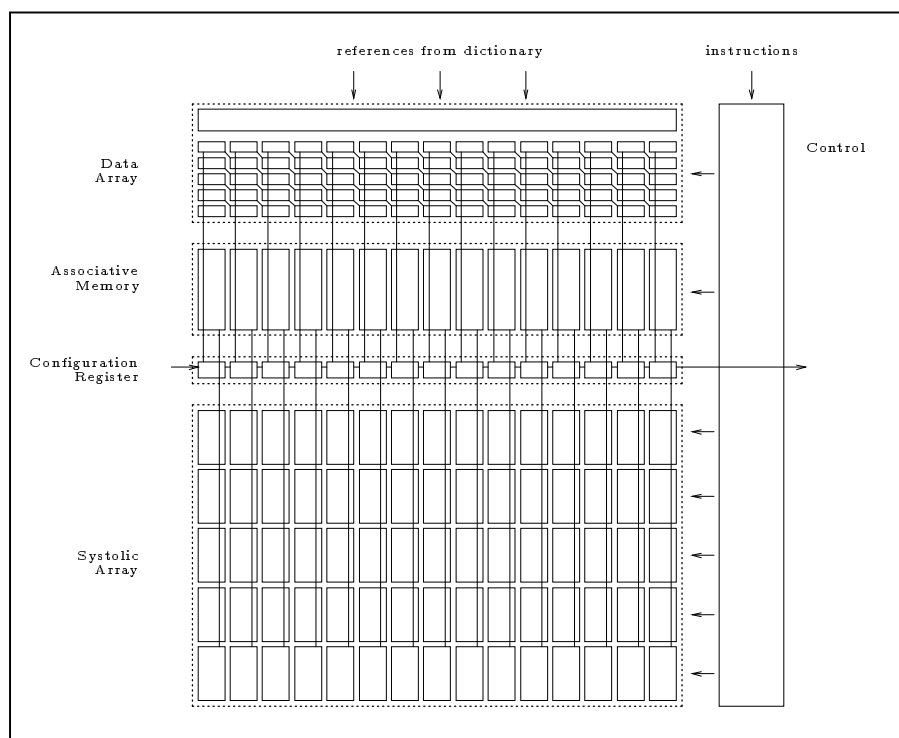 references from dictionary
instructions
Control
Data
Array
Associative
Memory
Configuration
Register
Systolic
Array